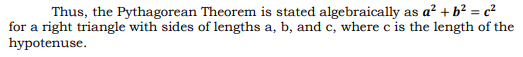 Thus, the Pythagorean Theorem is stated algebraically as a² + b² = c²
for a right triangle with sides of lengths a, b, and c, where c is the length of the
hypotenuse.